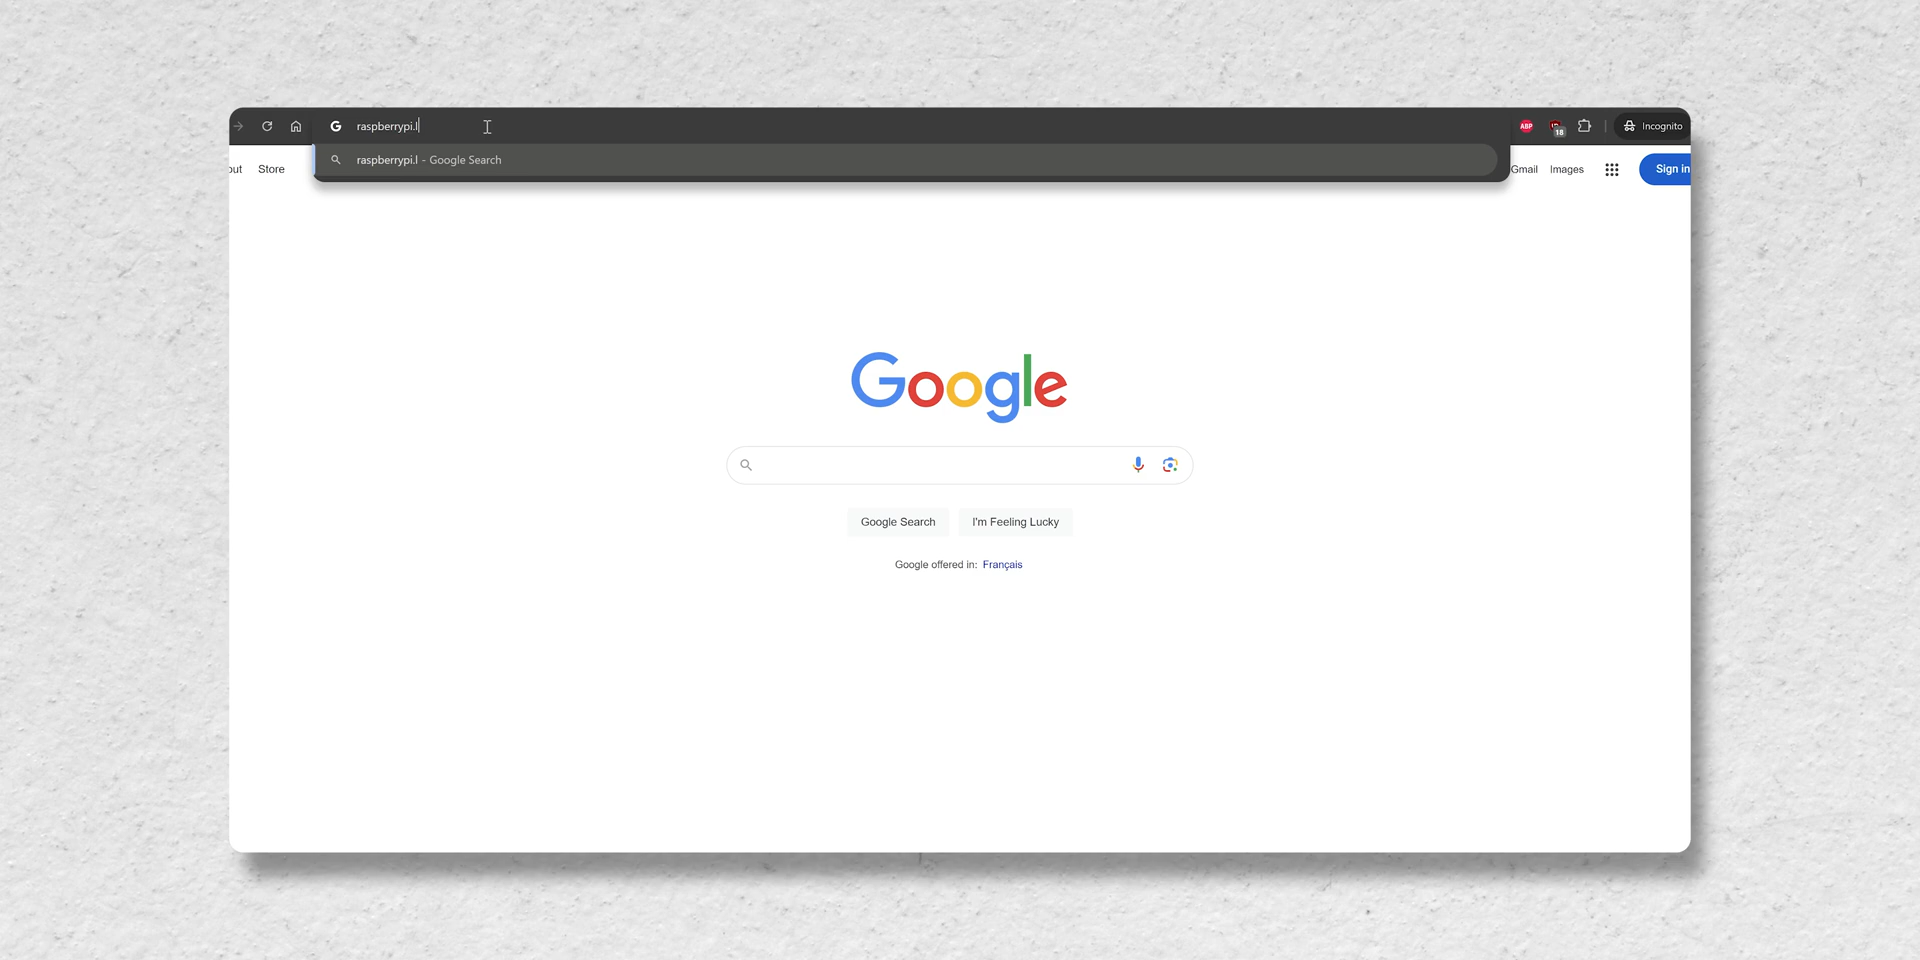 raspberrypi.l
ABP
18
Incognito
raspberrypi.l - Google Search
out Store
Gmail Images
Sign in
Google
Google Search I'm Feeling Lucky
Google offered in: Français